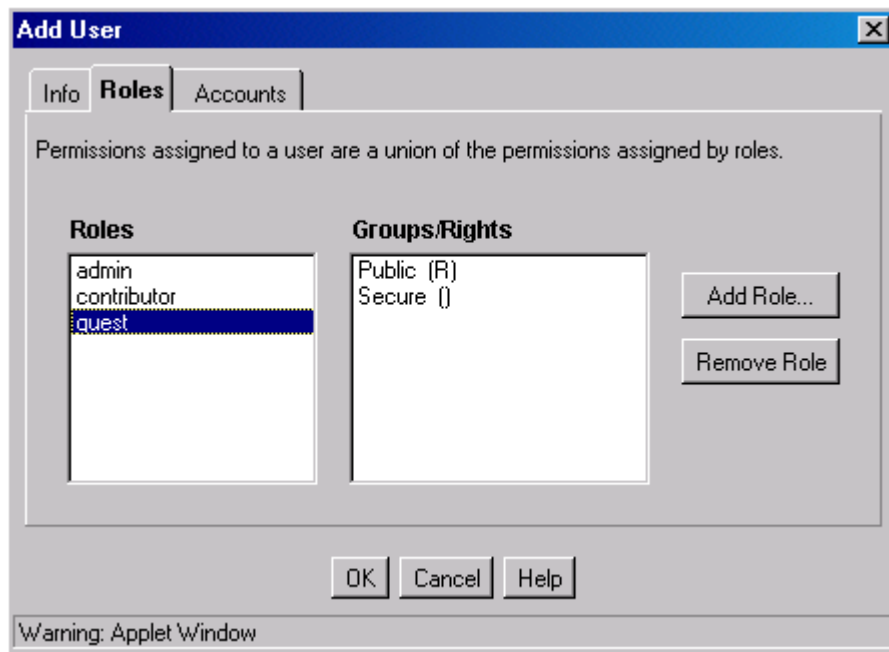 Add User
Info Roles Accounts
Permissions assigned to a user are a union of the permissions assigned by roles.
Roles Groups/Rights
admin
contributor
guest
Public (R)
Secure ()
Add Role...
Remove Role
OK Cancel Help
Warning: Applet Window